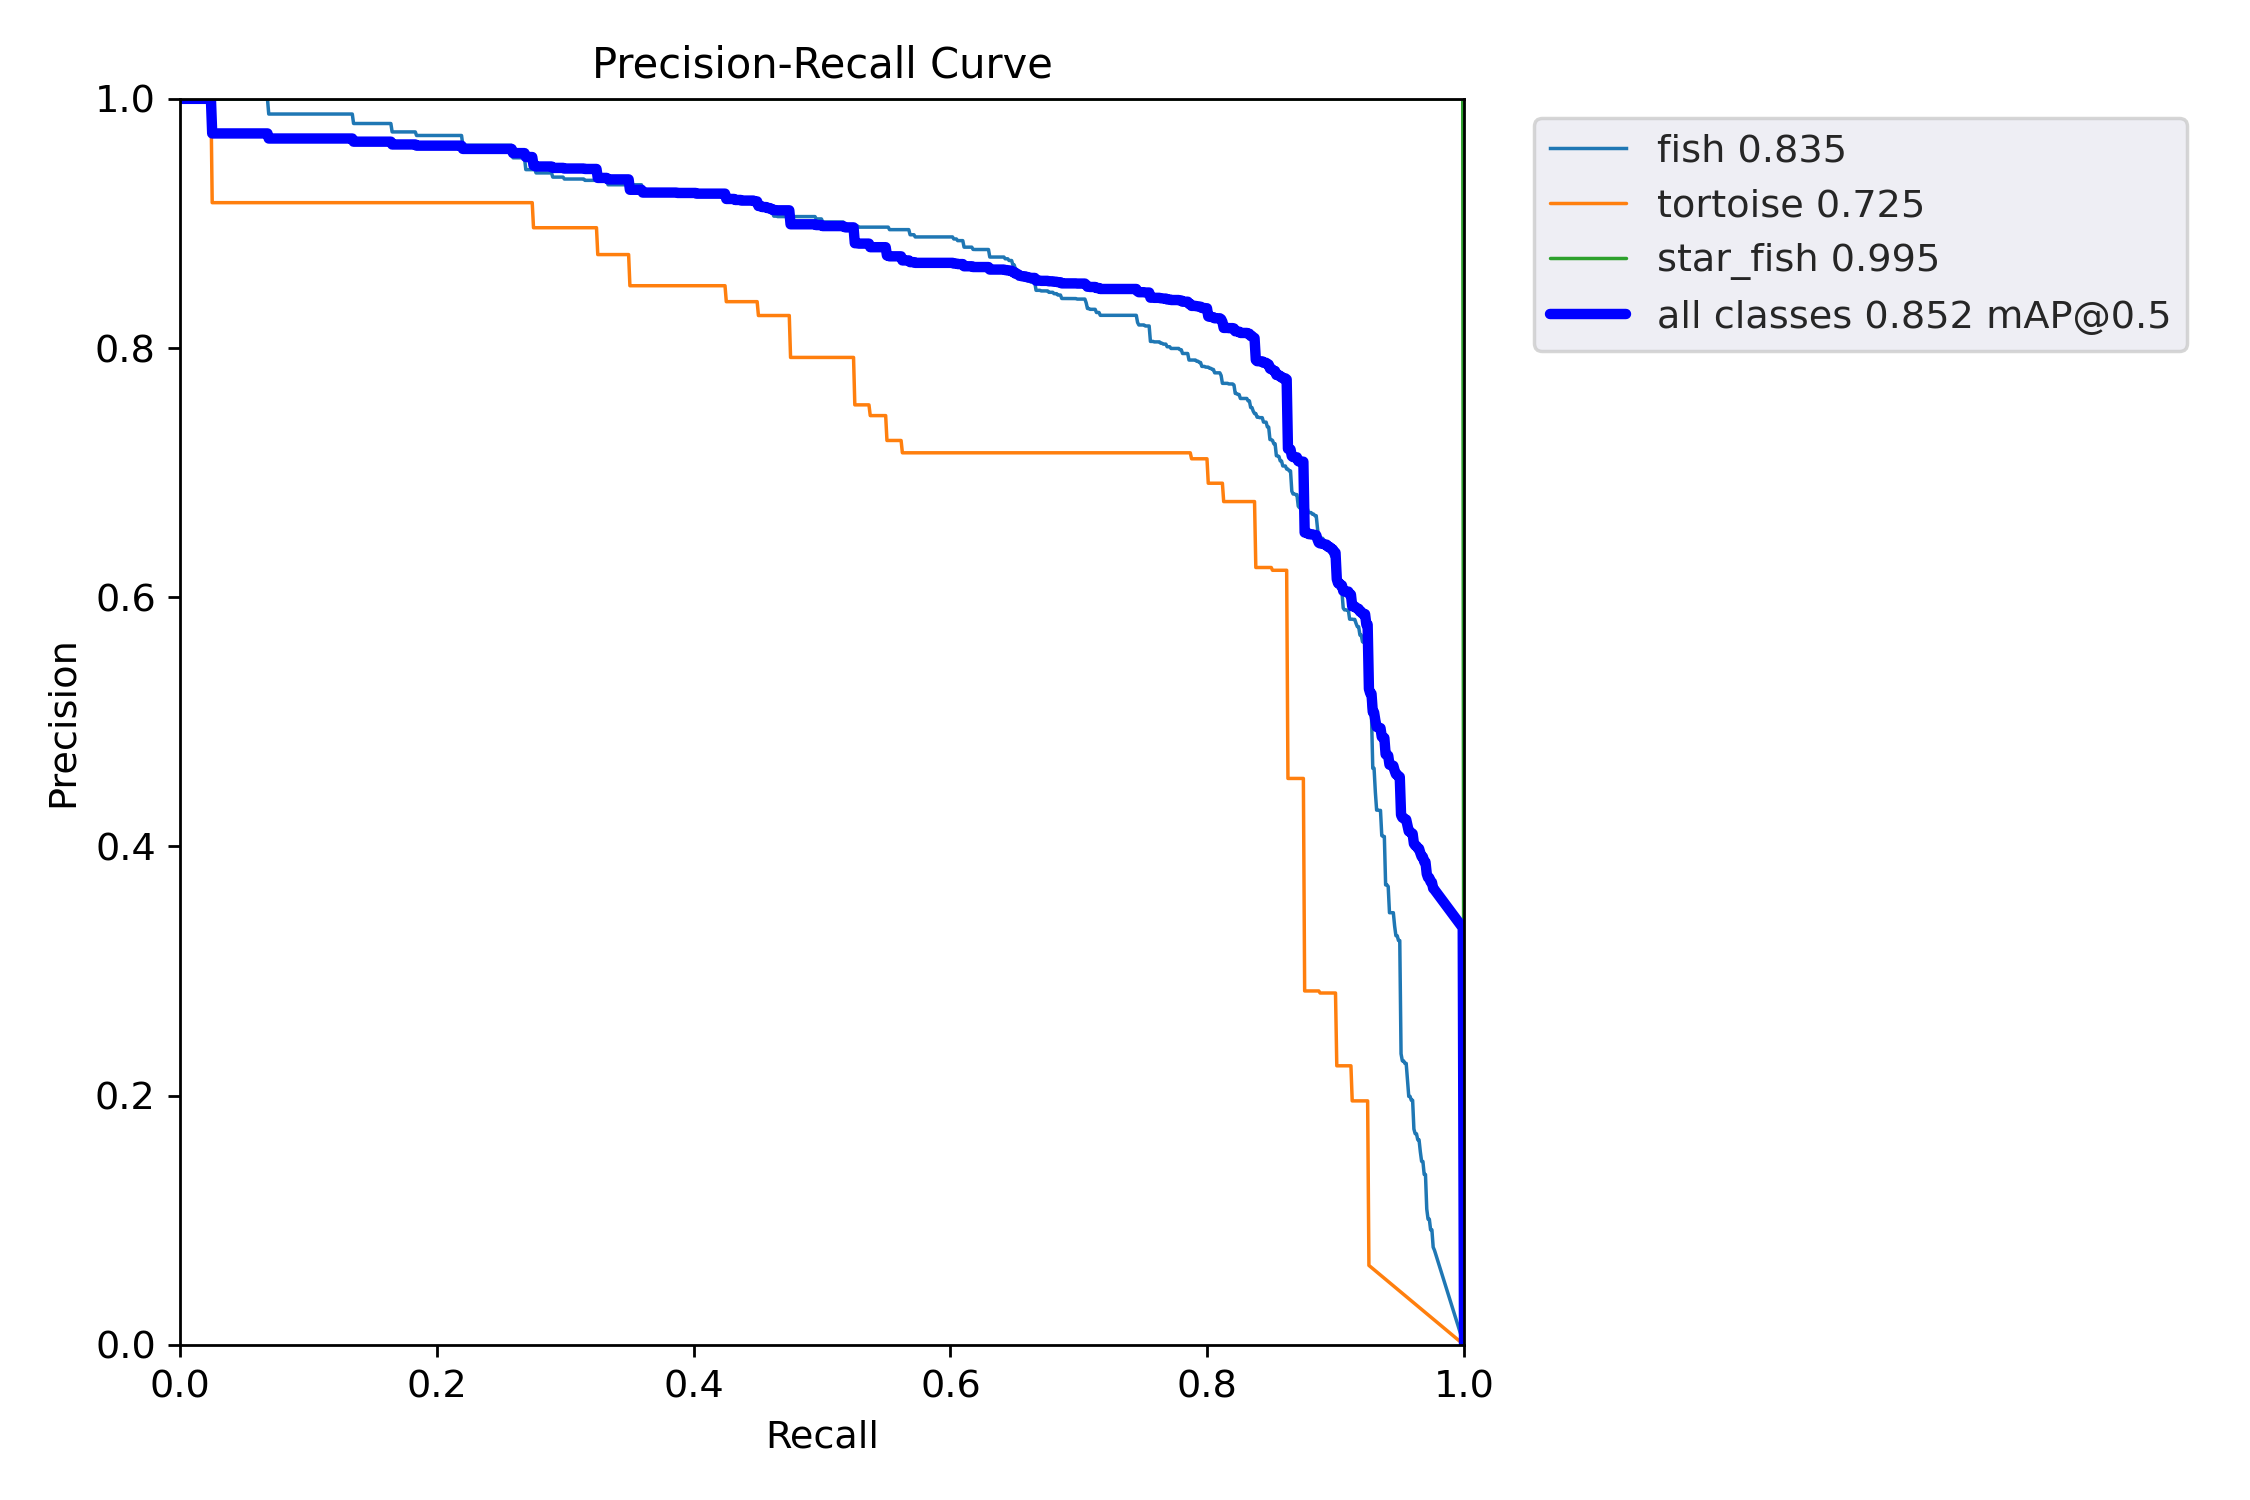 Precision-Recall Curve
1.0
0.8
0.6
0.4
0.2
0.0
Precision
0.0 0.2 0.4 0.6 0.8 1.0
Recall
fish 0.835
tortoise 0.725
star_fish 0.995
all classes 0.852 mAP@0.5